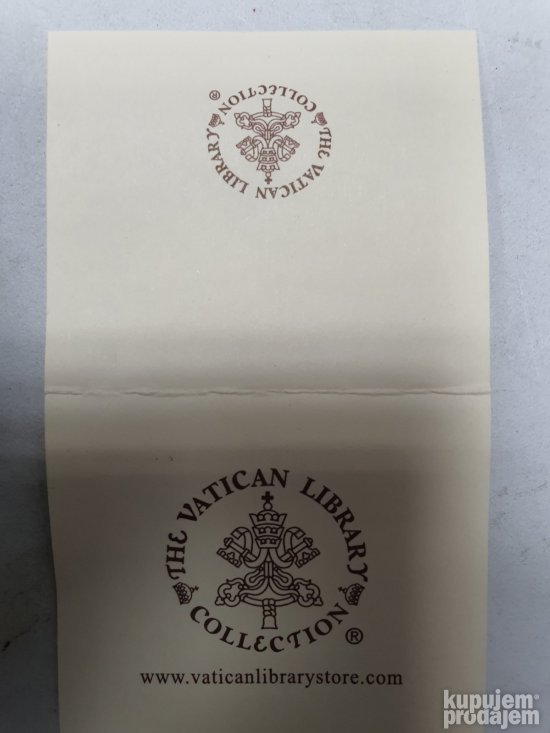 THE VATICAN LIBRARY
COLLECTION ®
THE VATICAN LIBRARY
COLLECTION ®
www.vaticanlibrarystore.com
kupujem
prodajem